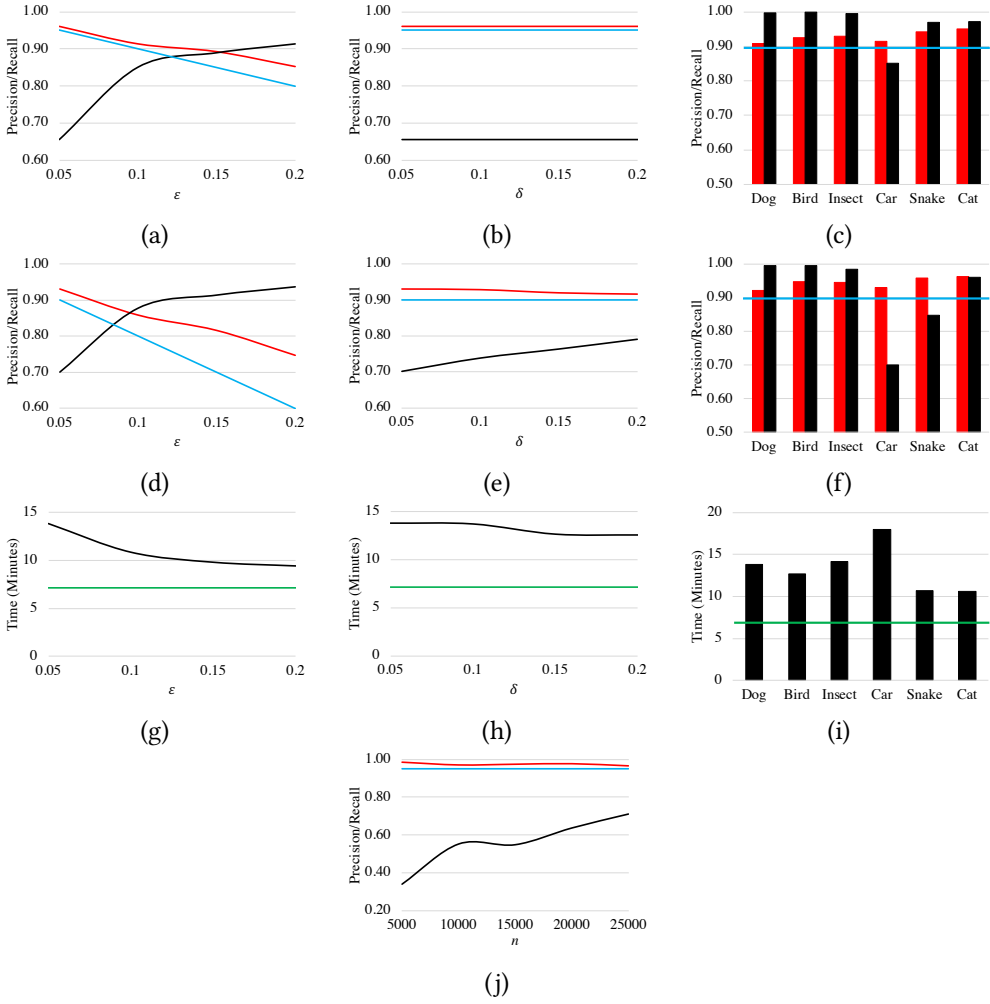 Precision/Recall
1.00
0.90
0.80
0.70
0.60
0.05 0.1 0.15 0.2
ε
(a)
Precision/Recall
1.00
0.90
0.80
0.70
0.60
0.05 0.1 0.15 0.2
δ
(b)
Precision/Recall
1.00
0.90
0.80
0.70
0.60
0.50
Dog Bird Insect Car Snake Cat
(c)
Precision/Recall
1.00
0.90
0.80
0.70
0.60
0.05 0.1 0.15 0.2
ε
(d)
Precision/Recall
1.00
0.90
0.80
0.70
0.60
0.05 0.1 0.15 0.2
δ
(e)
Precision/Recall
1.00
0.90
0.80
0.70
0.60
0.50
Dog Bird Insect Car Snake Cat
(f)
Time (Minutes)
15
10
5
0
0.05 0.1 0.15 0.2
ε
(g)
Time (Minutes)
15
10
5
0
0.05 0.1 0.15 0.2
δ
(h)
Time (Minutes)
20
15
10
5
0
Dog Bird Insect Car Snake Cat
(i)
Precision/Recall
1.00
0.80
0.60
0.40
0.20
5000 10000 15000 20000 25000
n
(j)